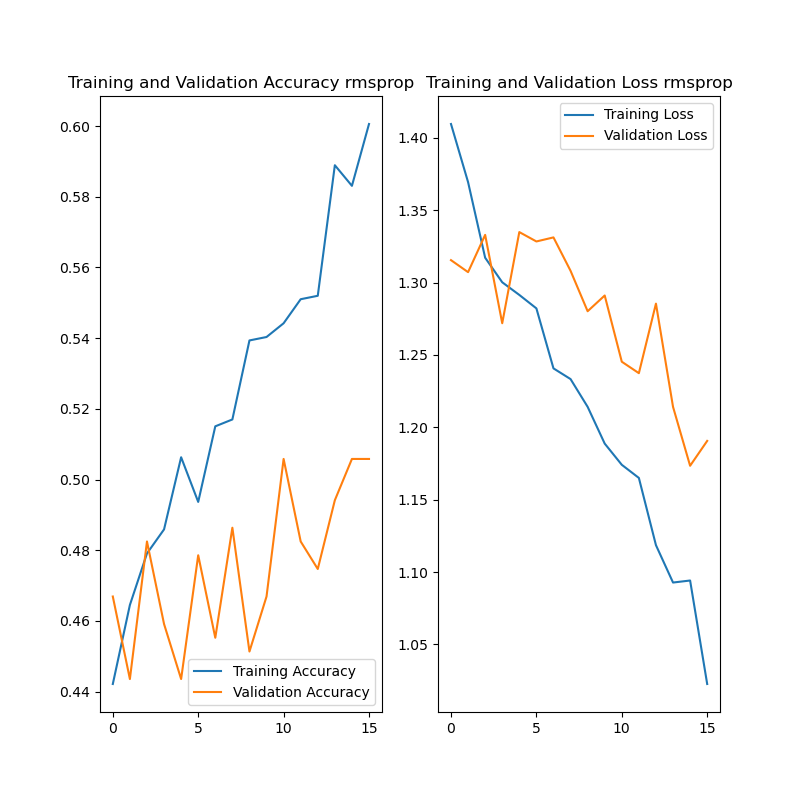 Training and Validation Accuracy rmsprop
0.60
0.58
0.56
0.54
0.52
0.50
0.48
0.46
0.44
Training Accuracy
Validation Accuracy
0 5 10 15
Training and Validation Loss rmsprop
Training Loss
Validation Loss
1.40
1.35
1.30
1.25
1.20
1.15
1.10
1.05
0 5 10 15